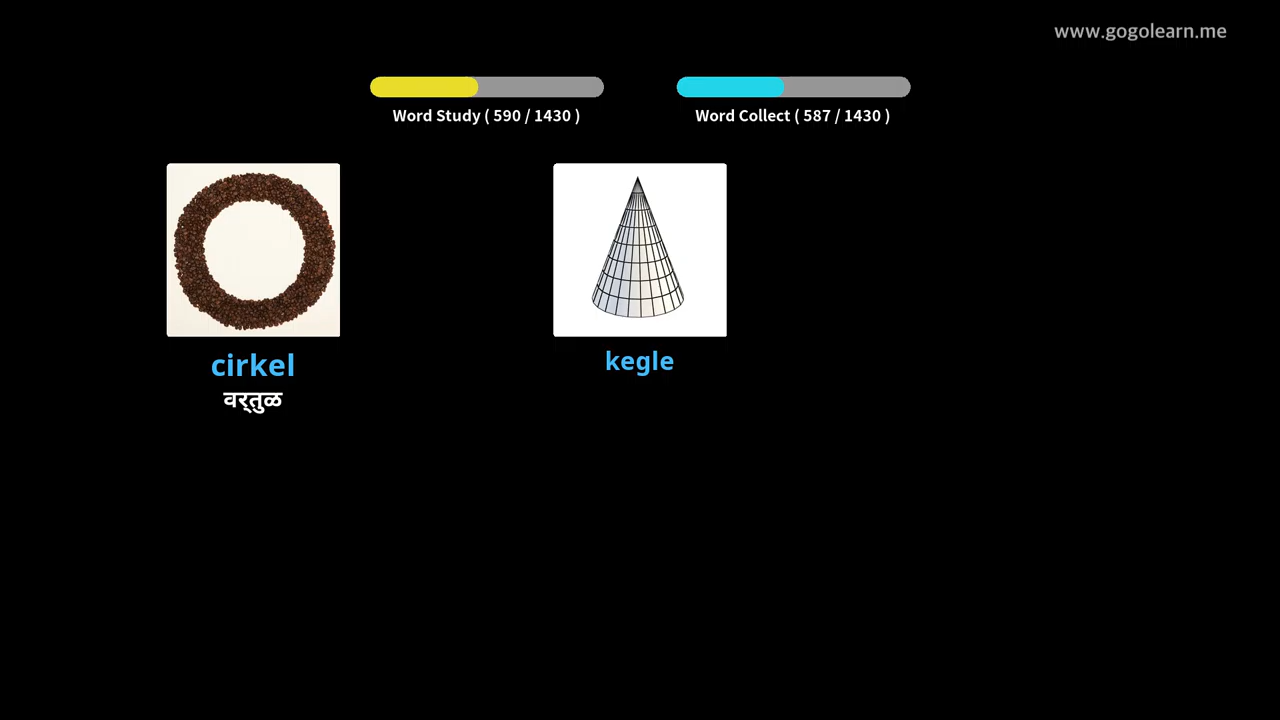 www.gogolearn.me
Word Study ( 590 / 1430 )
Word Collect ( 587 / 1430 )
cirkel
वर्तुळ
kegle